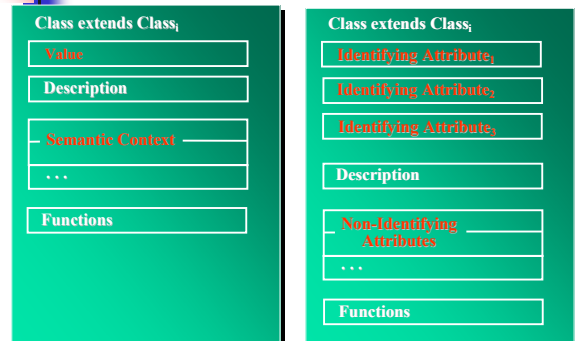 Class extends Classᵢ
Value
Description
Semantic Context
. . .
Functions
Class extends Classᵢ
Identifying Attribute₁
Identifying Attribute₂
Identifying Attribute₃
Description
Non-Identifying
Attributes
. . .
Functions